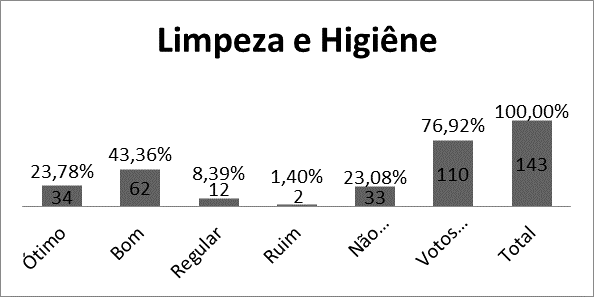 Limpeza e Higiêne
23,78% 43,36% 8,39% 1,40% 23,08% 76,92% 100,00%
34 62 12 2 33 110 143
Ótimo Bom Regular Ruim Não... Votos... Total